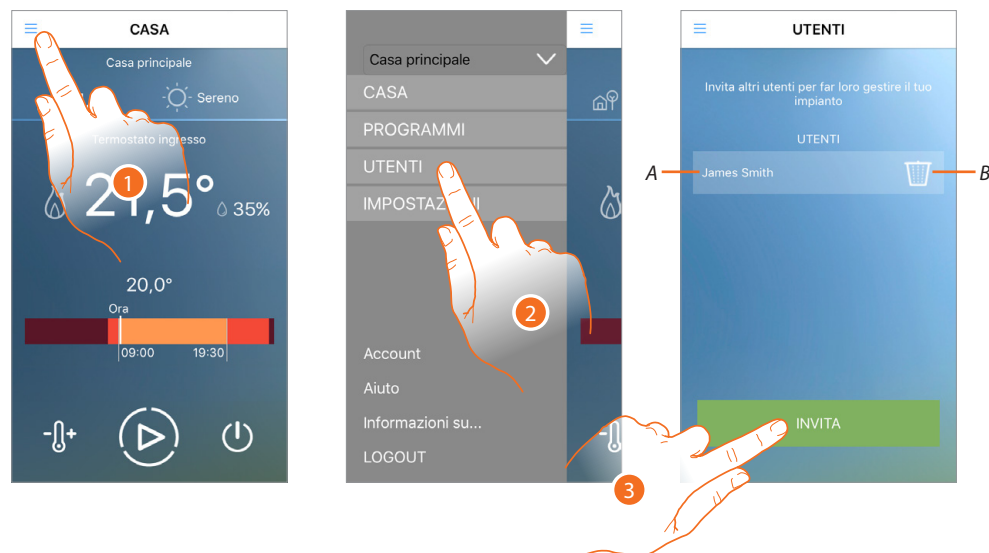 CASA
Casa principale
Sereno
Termostato ingresso
1
21,5°
35%
20,0°
Ora
09:00 19:30
Casa principale
CASA
PROGRAMMI
UTENTI
2
Account
Aiuto
Informazioni su...
LOGOUT
UTENTI
Invita altri utenti per far loro gestire il tuo
impianto
UTENTI
A
James Smith
B
INVITA
3